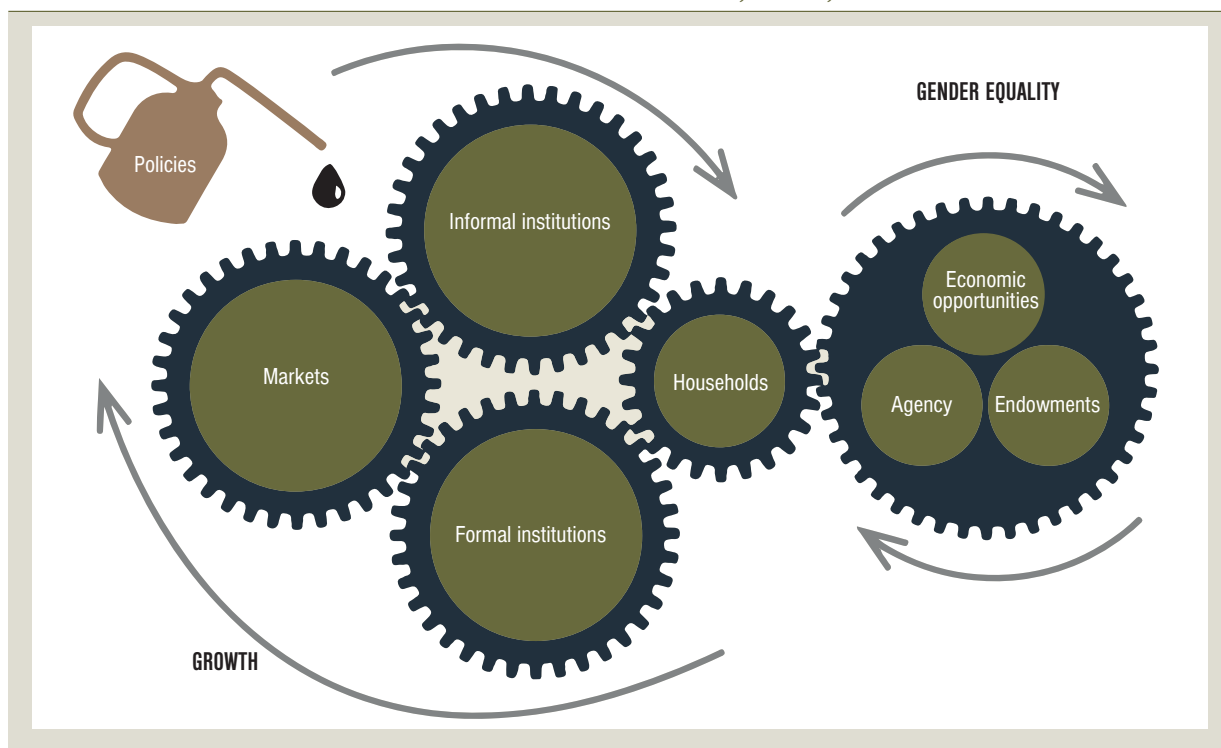 GENDER EQUALITY
Policies
Informal institutions
Economic
opportunities
Markets
Households
Agency
Endowments
Formal institutions
GROWTH